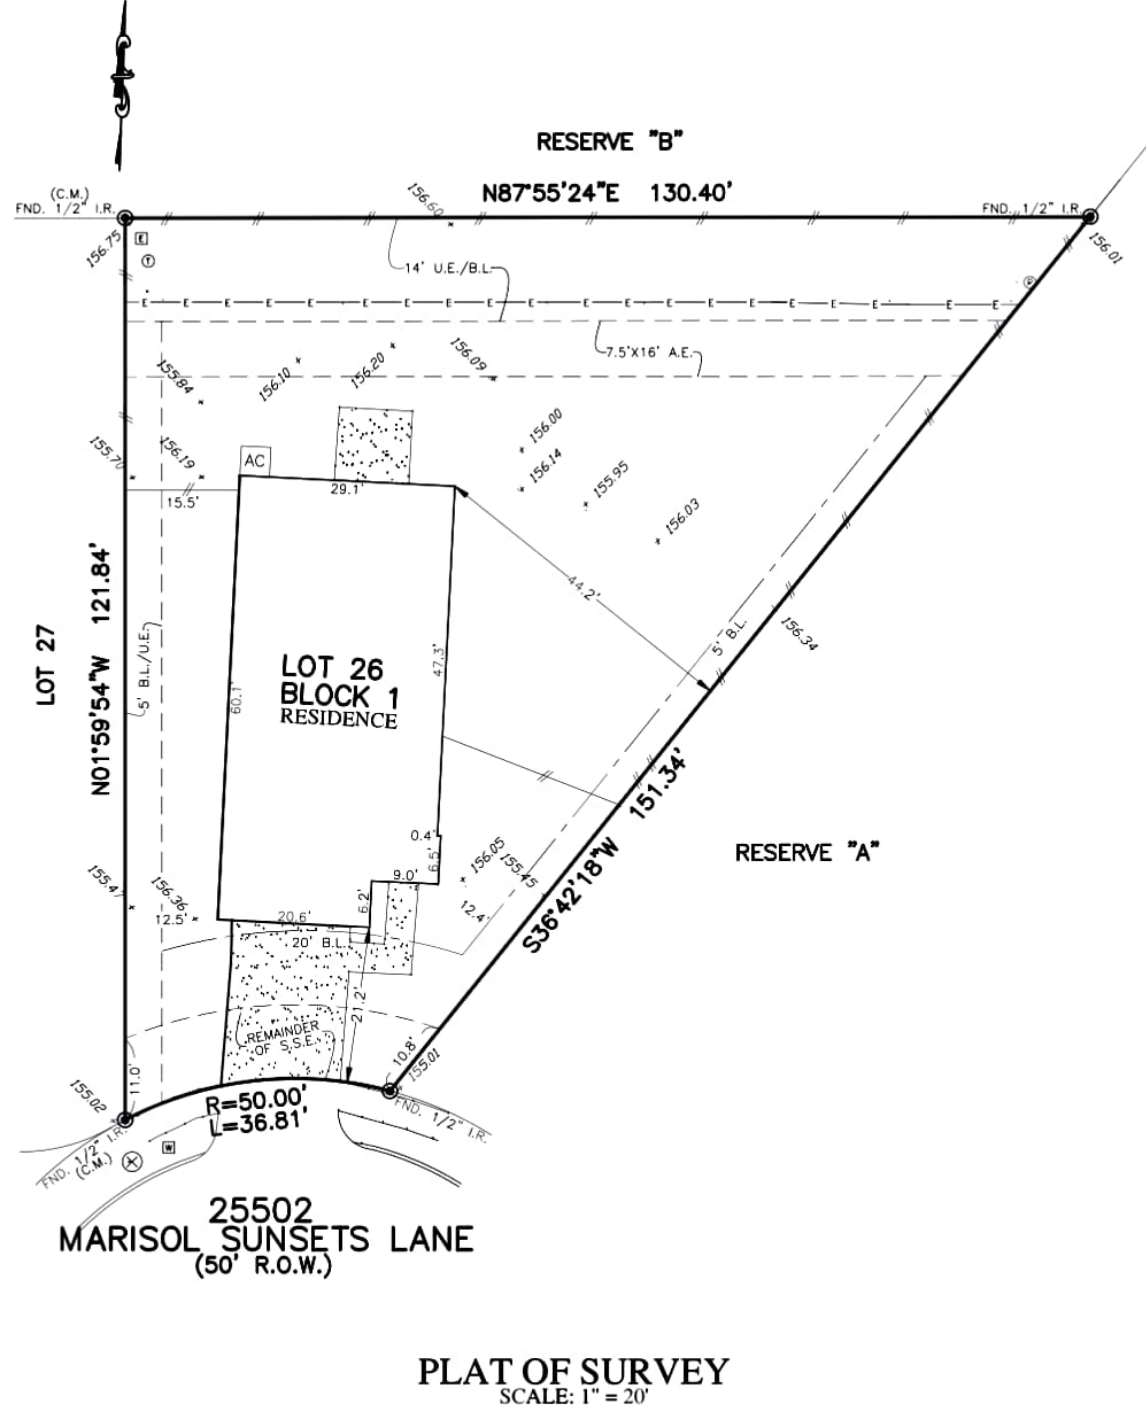 RESERVE "B"
N87°55'24"E 130.40'
(C.M.)
FND. 1/2" I.R.
156.75
E
T
156.60
FND. 1/2" I.R.
156.01
14' U.E./B.L.
E E E E E E E E E E E E E E E E E E E E
7.5'X16' A.E.
155.84
156.10
156.20
156.09
155.70
156.19
156.00
156.14
155.95
156.03
AC
29.1'
15.5'
44.2'
156.34
5' B.L.
LOT 27
N01°59'54"W 121.84'
5' B.L./U.E.
60.1'
47.3'
LOT 26
BLOCK 1
RESIDENCE
S36°42'18"W 151.34'
RESERVE "A"
0.4'
6.5'
9.0'
6.2'
156.05
155.45
12.4'
156.36
12.5'
20.6'
20' B.L.
21.2'
REMAINDER
OF S.S.E.
11.0'
10.8'
155.01
155.02
R=50.00'
L=36.81'
FND. 1/2" I.R.
FND. 1/2" I.R.
(C.M.)
W
25502
MARISOL SUNSETS LANE
(50' R.O.W.)
PLAT OF SURVEY
SCALE: 1" = 20'